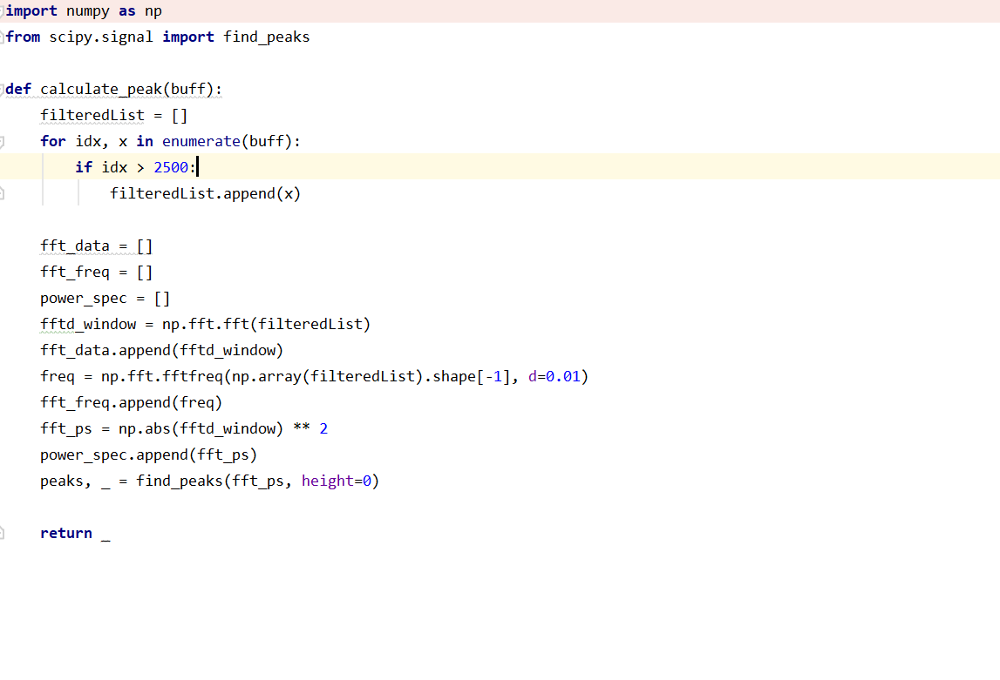 import numpy as np
from scipy.signal import find_peaks
def calculate_peak(buff):
    filteredList = []
    for idx, x in enumerate(buff):
        if idx > 2500:
            filteredList.append(x)
    fft_data = []
    fft_freq = []
    power_spec = []
    fftd_window = np.fft.fft(filteredList)
    fft_data.append(fftd_window)
    freq = np.fft.fftfreq(np.array(filteredList).shape[-1], d=0.01)
    fft_freq.append(freq)
    fft_ps = np.abs(fftd_window) ** 2
    power_spec.append(fft_ps)
    peaks, _ = find_peaks(fft_ps, height=0)
    return _